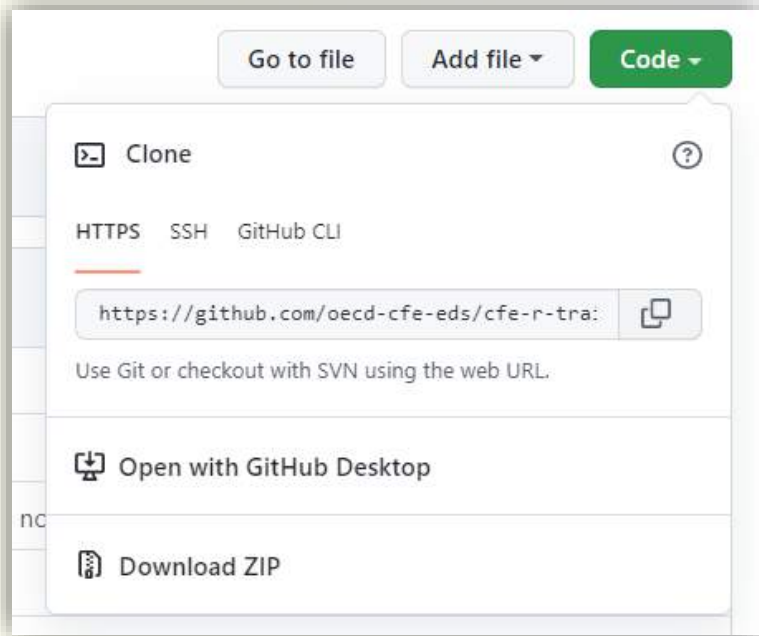 Go to file Add file Code
Clone
HTTPS SSH GitHub CLI
https://github.com/oecd-cfe-eds/cfe-r-tra
Use Git or checkout with SVN using the web URL.
Open with GitHub Desktop
nc
Download ZIP